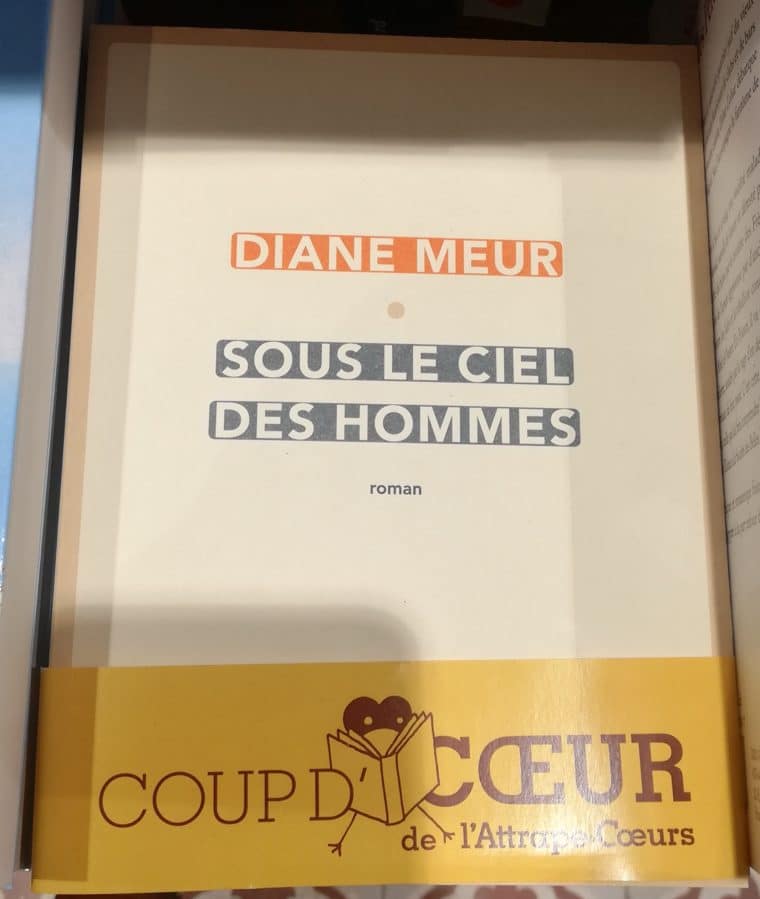 DIANE MEUR
SOUS LE CIEL
DES HOMMES
roman
COUP D' CŒUR
de l'Attrape-Cœurs